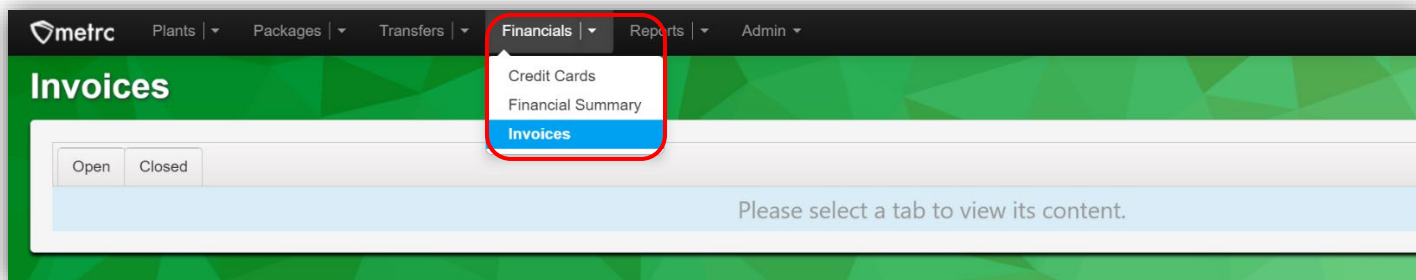 metrc Plants Packages Transfers Financials Reports Admin
Invoices
Credit Cards
Financial Summary
Invoices
Open Closed
Please select a tab to view its content.